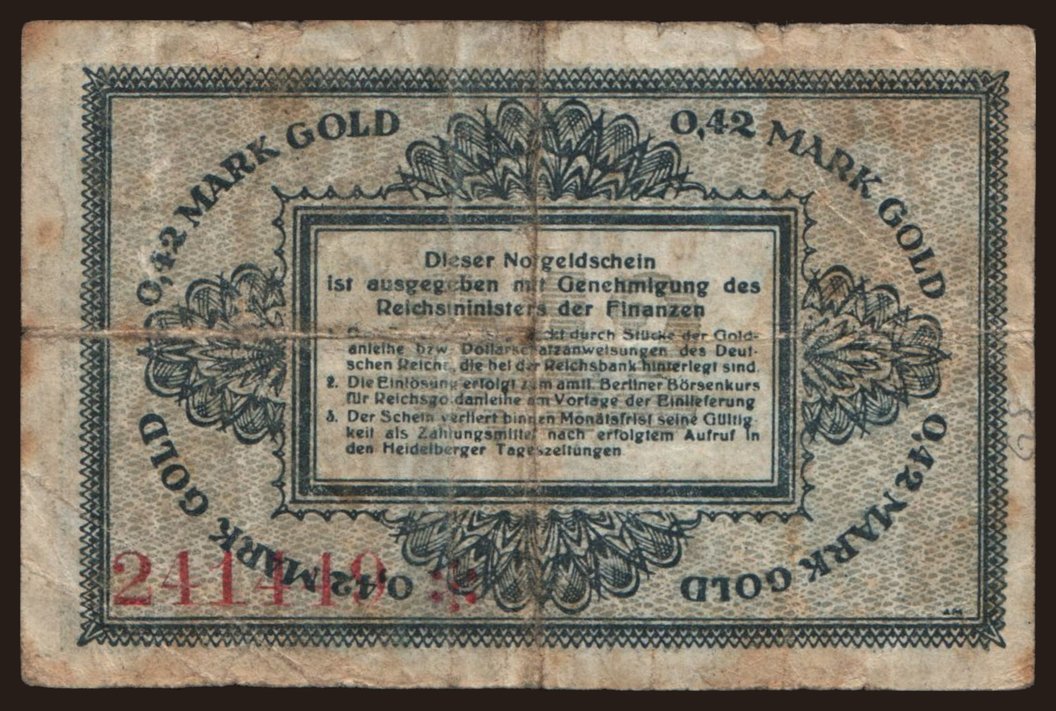 0,42 MARK GOLD
0,42 MARK GOLD
Dieser Notgeldschein
ist ausgegeben mit Genehmigung des
Reichsministers der Finanzen
1. durch Stücke der Gold-
anleihe bzw. Dollarschatzanweisungen des Deut-
schen Reichs, die bei der Reichsbank hinterlegt sind.
2. Die Einlösung erfolgt zum amtl. Berliner Börsenkurs
für Reichsgoldanleihe am Vortage der Einlieferung
3. Der Schein verliert binnen Monatsfrist seine Gültig-
keit als Zahlungsmittel nach erfolgtem Aufruf in
den Heidelberger Tageszeitungen
0,42 MARK GOLD
0,42 MARK GOLD
241449 *